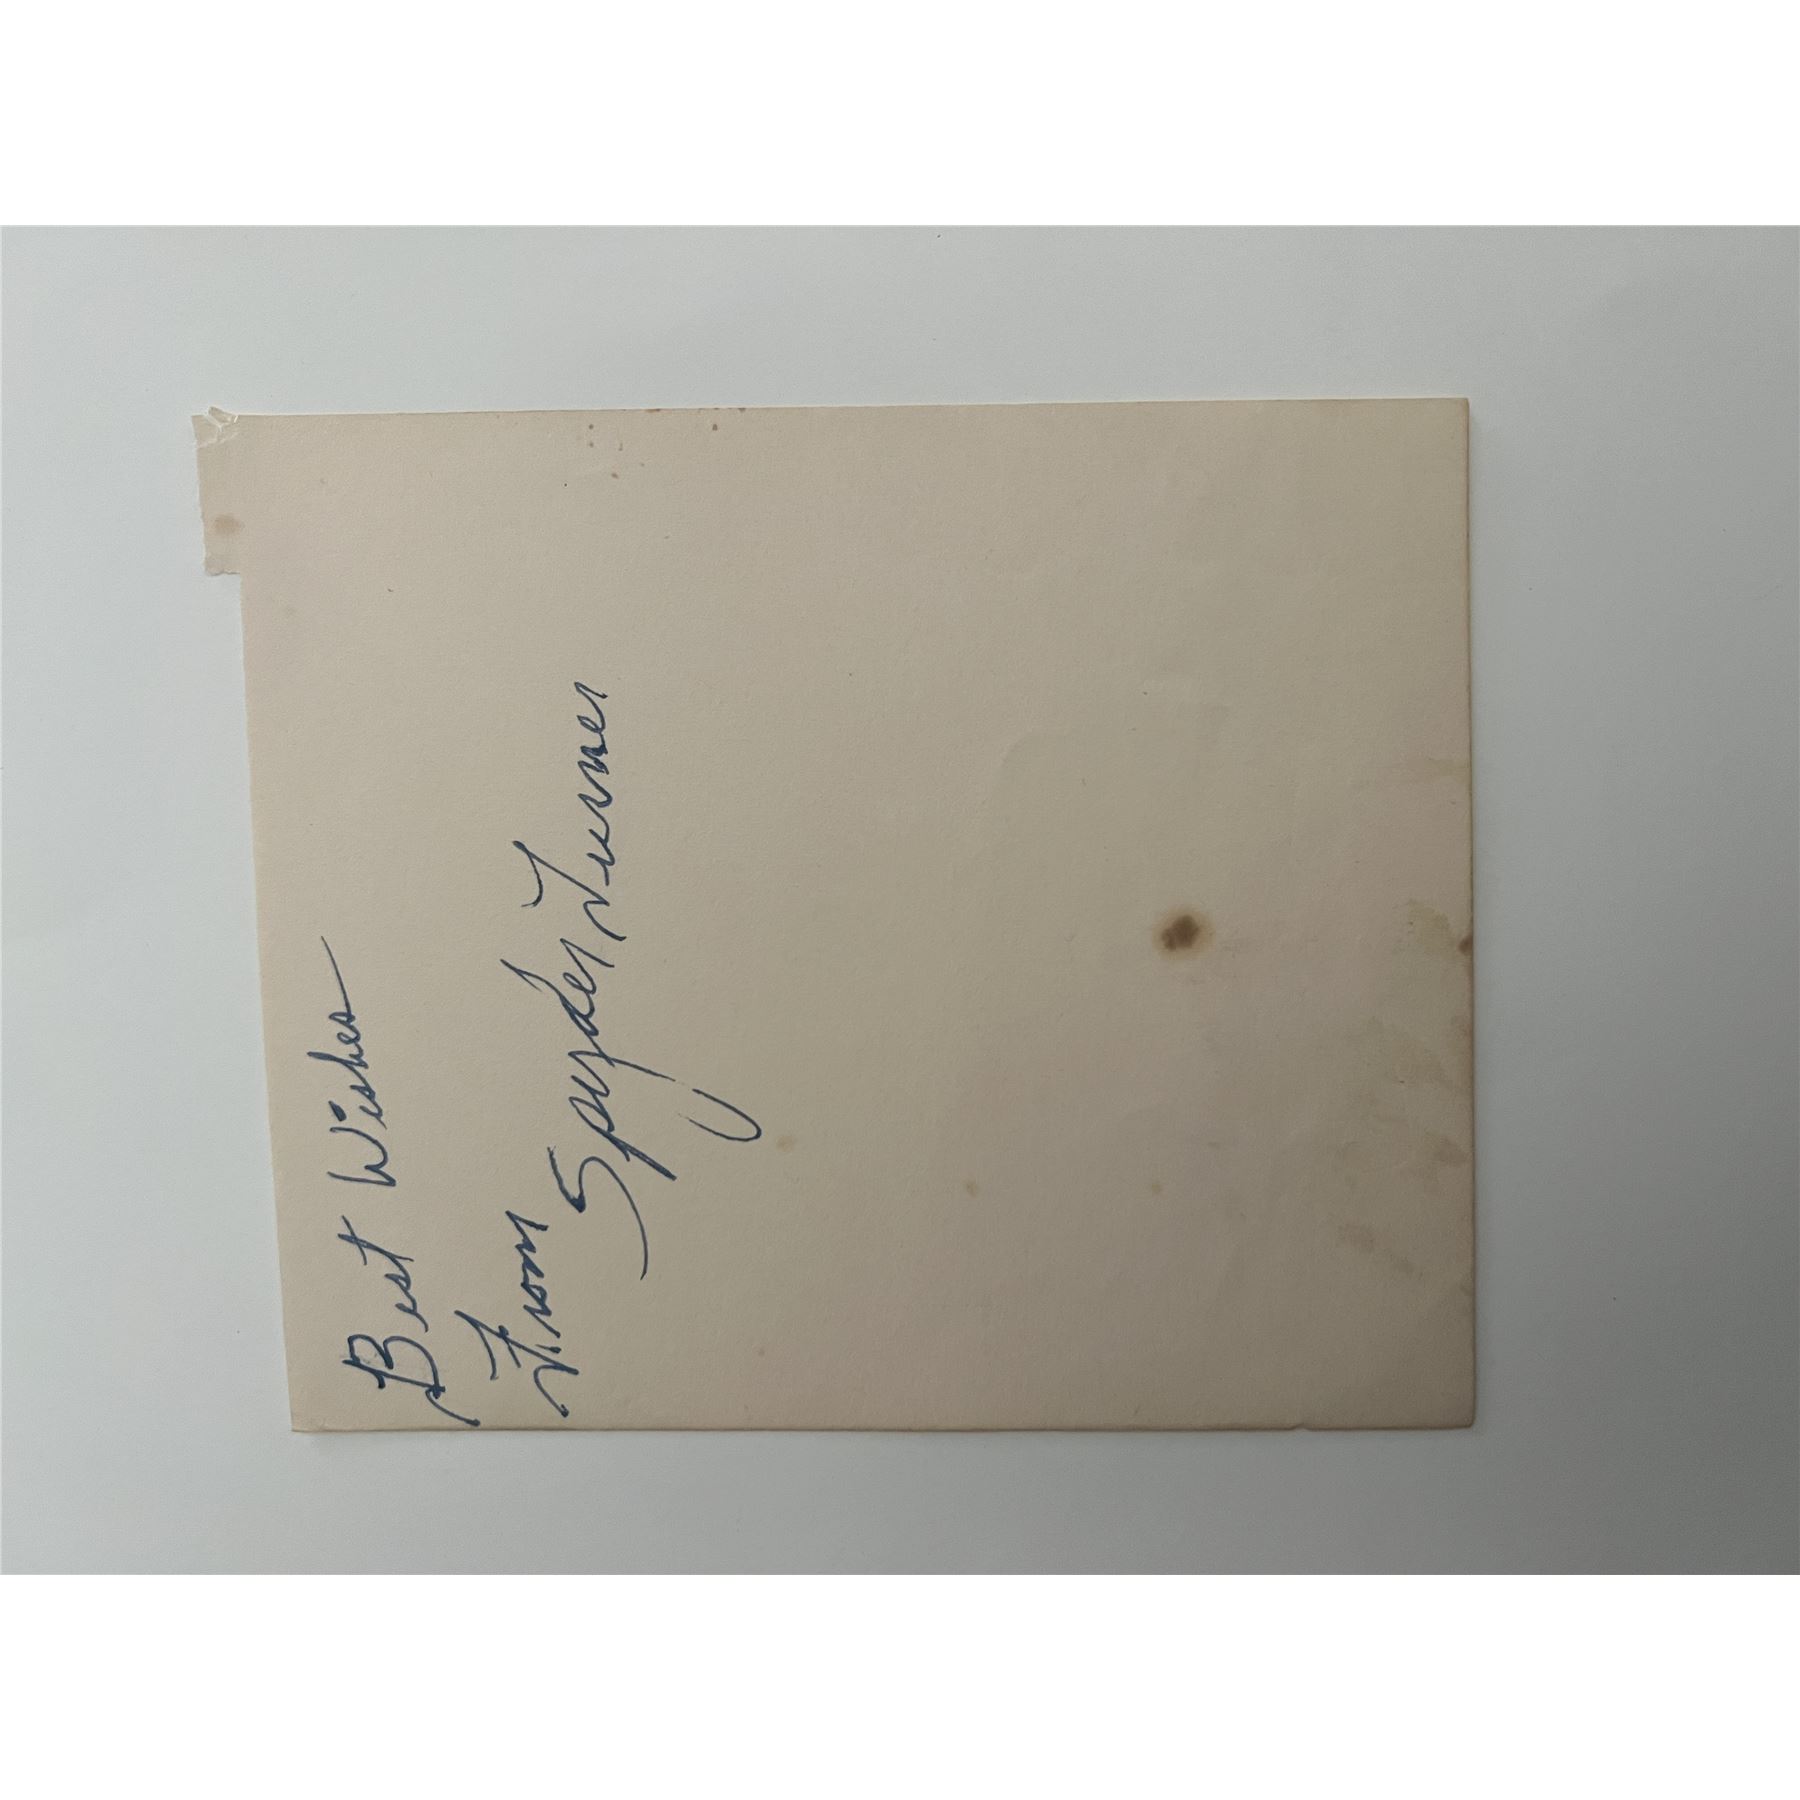 Best Wishes
From
Spyder Turner